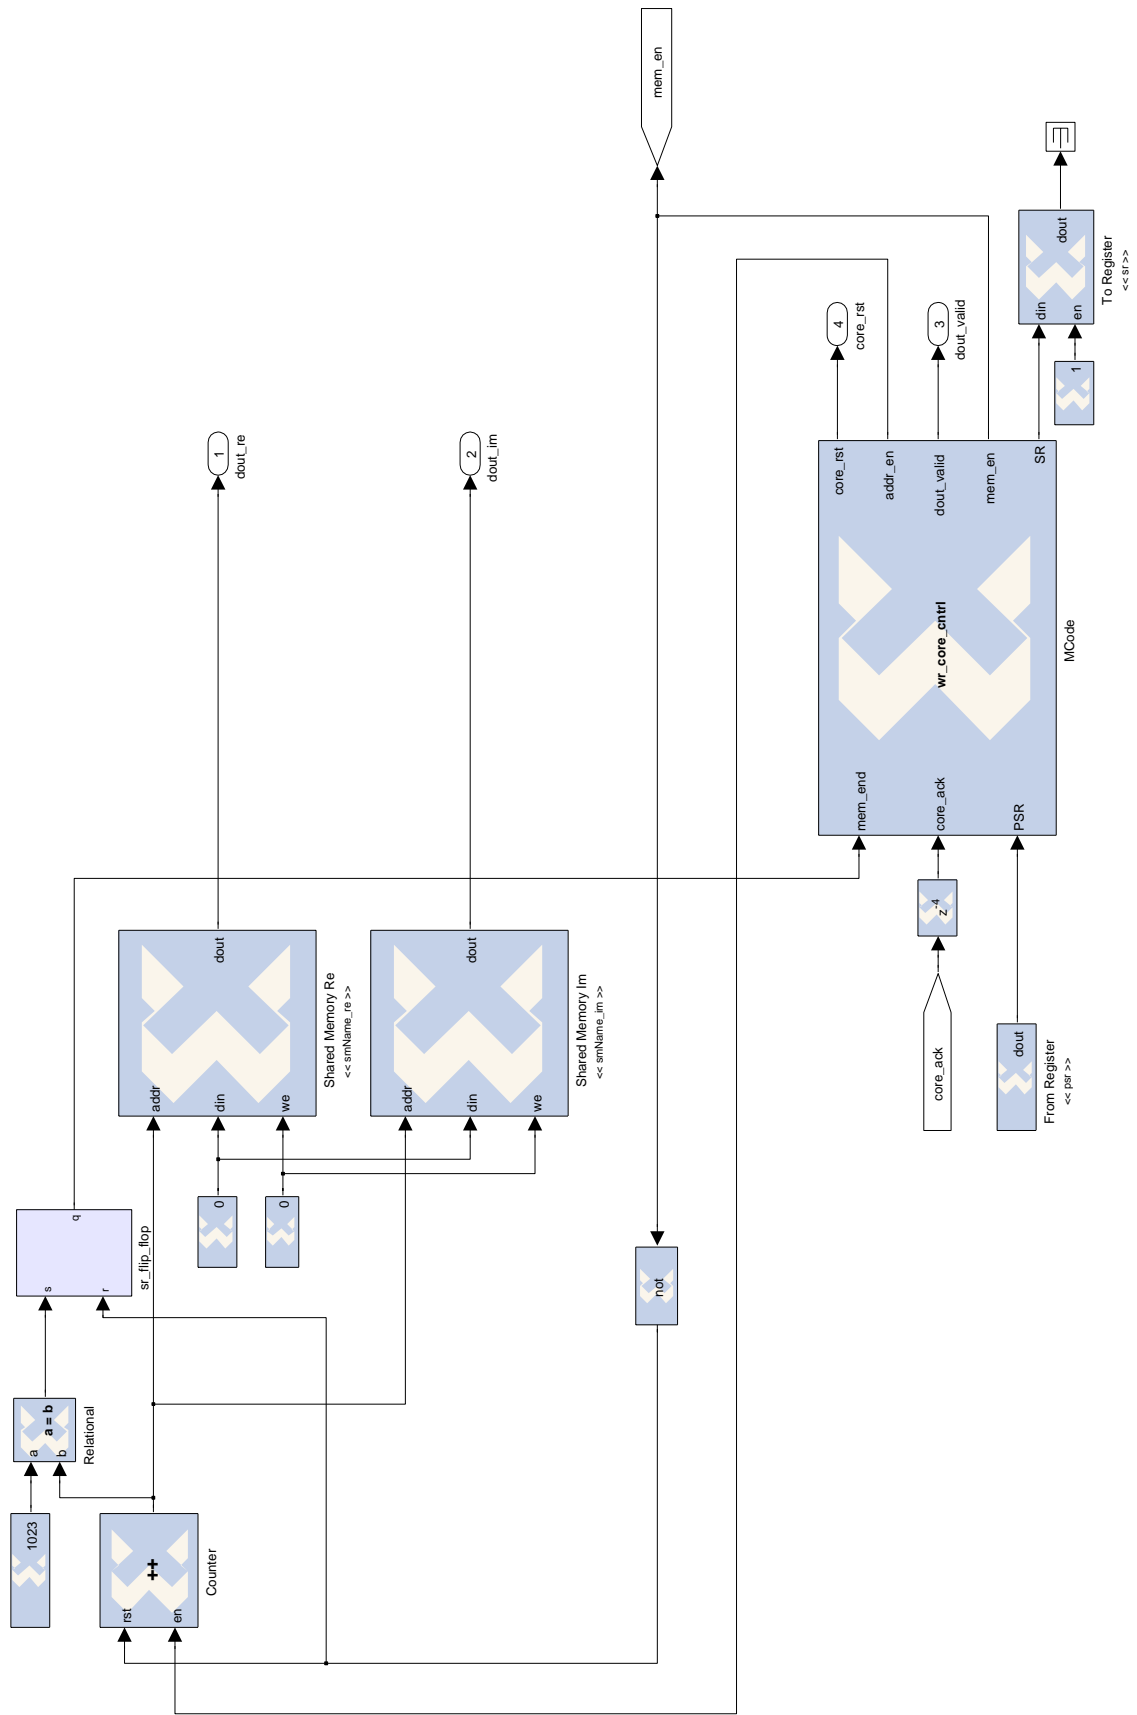 1023
a
b
a = b
Relational
rst
en
++
Counter
s
r
q
sr_flip_flop
0
0
addr
din
we
dout
Shared Memory Re
<< smName_re >>
addr
din
we
dout
Shared Memory Im
<< smName_im >>
1
dout_re
2
dout_im
not
mem_en
core_ack
z-4
dout
From Register
<< psr >>
mem_end
core_ack
PSR
wr_core_cntrl
core_rst
addr_en
dout_valid
mem_en
SR
MCode
4
core_rst
3
dout_valid
1
din
en
dout
To Register
<< sr >>